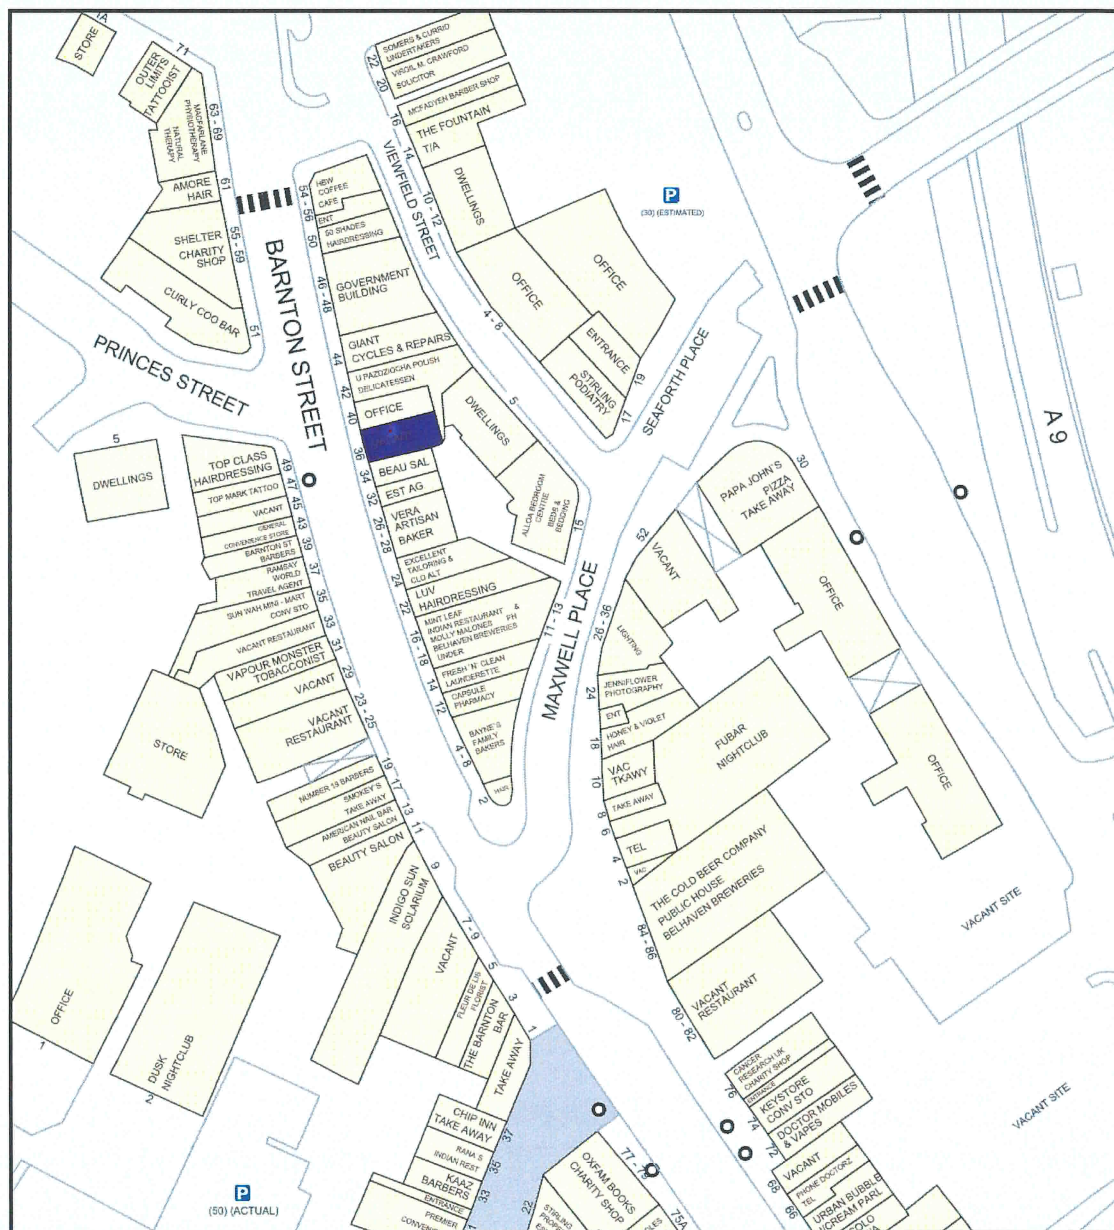 1A
STORE
71
OUTER
LIMITS
TATTOOIST
63 - 69
MACFARLANE
PHYSIOTHERAPY
NATURAL
THERAPY
61
AMORE
HAIR
55 - 59
SHELTER
CHARITY
SHOP
CURLY COO BAR
51
PRINCES STREET
BARNTON STREET
22
SOMERS & CURRID
UNDERTAKERS
20
VIRGIL M. CRAWFORD
SOLICITOR
MCFADYEN BARBER SHOP
16
THE FOUNTAIN
T/A
14
DWELLINGS
10 - 12
VIEWFIELD STREET
OFFICE
4 - 8
OFFICE
ENTRANCE
STIRLING
PODIATRY
19
17
SEAFORTH PLACE
P
(30) (ESTIMATED)
A 9
54 - 56
HBW
COFFEE
CAFE
ENT
50
50 SHADES
HAIRDRESSING
46 - 48
GOVERNMENT
BUILDING
44
GIANT
CYCLES & REPAIRS
42
U PAZDZIOCHA POLISH
DELICATESSEN
40
OFFICE
36
34
BEAU SAL
32
EST AG
26 - 28
VERA
ARTISAN
BAKER
5
DWELLINGS
ALLOA BEDROOM
CENTRE
BEDS &
BEDDING
15
24
EXCELLENT
TAILORING &
CLO ALT
22
LUV
HAIRDRESSING
16 - 18
MINT LEAF
INDIAN RESTAURANT &
MOLLY MALONES PH
BELHAVEN BREWERIES
UNDER
14
FRESH 'N' CLEAN
LAUNDERETTE
12
CAPSULE
PHARMACY
4 - 8
BAYNE'S
FAMILY
BAKERS
2
HAIR
11 - 13
MAXWELL PLACE
5
DWELLINGS
49
TOP CLASS
HAIRDRESSING
47
TOP MARK TATTOO
45
VACANT
43
GENERAL
CONVENIENCE STORE
39
BARNTON ST
BARBERS
37
RAMSAY
WORLD
TRAVEL AGENT
35
SUN WAH MINI - MART
CONV STO
33
VACANT RESTAURANT
31
VAPOUR MONSTER
TOBACCONIST
29
VACANT
23 - 25
VACANT
RESTAURANT
STORE
19
NUMBER 19 BARBERS
17
SMOKEY'S
TAKE AWAY
13
AMERICAN NAIL BAR
BEAUTY SALON
11
BEAUTY SALON
9
INDIGO SUN
SOLARIUM
7 - 9
VACANT
5
FLEUR DE LIS
FLORIST
3
THE BARNTON
BAR
1
TAKE AWAY
OFFICE
1
DUSK
NIGHTCLUB
2
30
PAPA JOHN'S
PIZZA
TAKE AWAY
52
VACANT
OFFICE
26 - 36
LIGHTING
24
JENNIFLOWER
PHOTOGRAPHY
ENT
18
HONEY & VIOLET
HAIR
10
VAC
TKAWY
8
TAKE AWAY
6
TEL
4
VAC
2
FUBAR
NIGHTCLUB
OFFICE
84 - 86
THE COLD BEER COMPANY
PUBLIC HOUSE
BELHAVEN BREWERIES
80 - 82
VACANT
RESTAURANT
VACANT SITE
VACANT SITE
76
CANCER
RESEARCH UK
CHARITY SHOP
ENTRANCE
74
KEYSTORE
CONV STO
72
DOCTOR MOBILES
& VAPES
VACANT
68
PHONE DOCTORZ
TEL
66
URBAN BUBBLE
CHIP INN
TAKE AWAY
37
RANA S
INDIAN REST
35
KAAZ
BARBERS
33
ENTRANCE
PREMIER
22
STIRLING
OXFAM BOOKS
CHARITY SHOP
75A
P
(50) (ACTUAL)